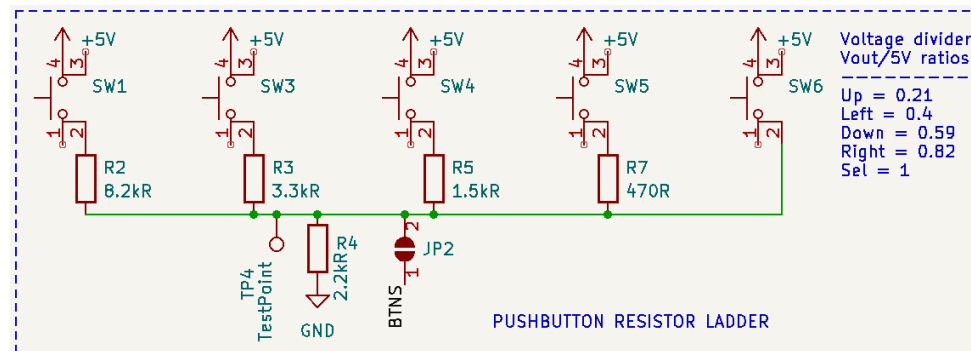 +5V
+5V
+5V
+5V
+5V
4
3
4
3
4
3
4
3
4
3
SW1
SW3
SW4
SW5
SW6
1
2
1
2
1
2
1
2
1
2
R2
8.2kR
R3
3.3kR
R5
1.5kR
R7
470R
Voltage divider
Vout/5V ratios
---------------
Up = 0.21
Left = 0.4
Down = 0.59
Right = 0.82
Sel = 1
TP4
TestPoint
R4
2.2kR
GND
2
JP2
1
BTNS
PUSHBUTTON RESISTOR LADDER